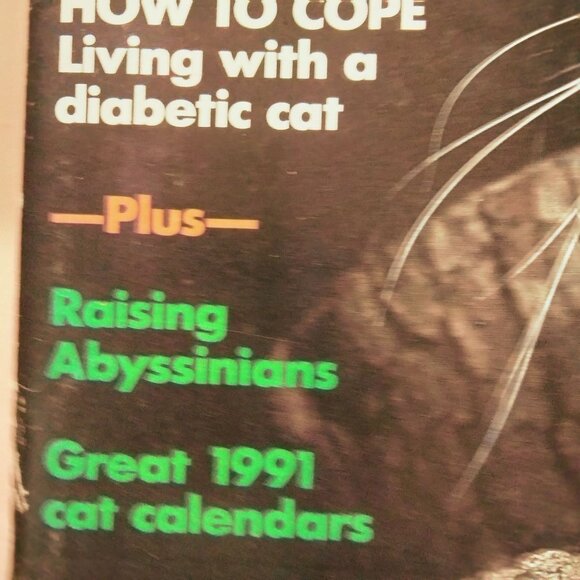 HOW TO COPE
Living with a
diabetic cat
—Plus—
Raising
Abyssinians
Great 1991
cat calendars